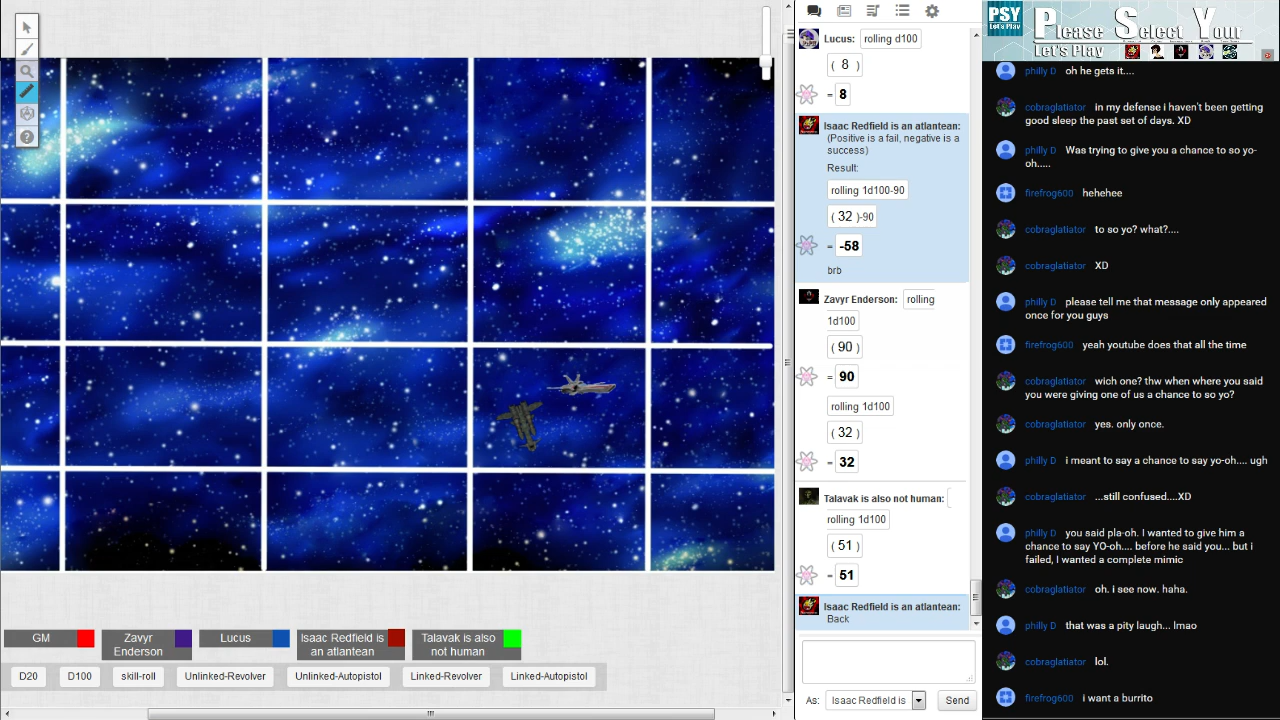 Lucus: rolling d100
( 8 )
= 8
Isaac Redfield is an atlantean:
(Positive is a fail, negative is a
success)
Result:
rolling 1d100-90
( 32 )-90
= -58
brb
Zavyr Enderson: rolling
1d100
( 90 )
= 90
rolling 1d100
( 32 )
= 32
Talavak is also not human:
rolling 1d100
( 51 )
= 51
Isaac Redfield is an atlantean:
Back
As: Isaac Redfield is Send
GM
Zavyr
Enderson
Lucus
Isaac Redfield is
an atlantean
Talavak is also
not human
D20 D100 skill-roll Unlinked-Revolver Unlinked-Autopistol Linked-Revolver Linked-Autopistol
PSY
Let's Play
Please Select Your
Let's Play
philly D oh he gets it....
cobraglatiator in my defense i haven't been getting
good sleep the past set of days. XD
philly D Was trying to give you a chance to so yo-
oh.....
firefrog600 hehehee
cobraglatiator to so yo? what?....
cobraglatiator XD
philly D please tell me that message only appeared
once for you guys
firefrog600 yeah youtube does that all the time
cobraglatiator wich one? thw when where you said
you were giving one of us a chance to so yo?
cobraglatiator yes. only once.
philly D i meant to say a chance to say yo-oh.... ugh
cobraglatiator ...still confused....XD
philly D you said pla-oh. I wanted to give him a
chance to say YO-oh.... before he said you... but i
failed, I wanted a complete mimic
cobraglatiator oh. i see now. haha.
philly D that was a pity laugh... lmao
cobraglatiator lol.
firefrog600 i want a burrito